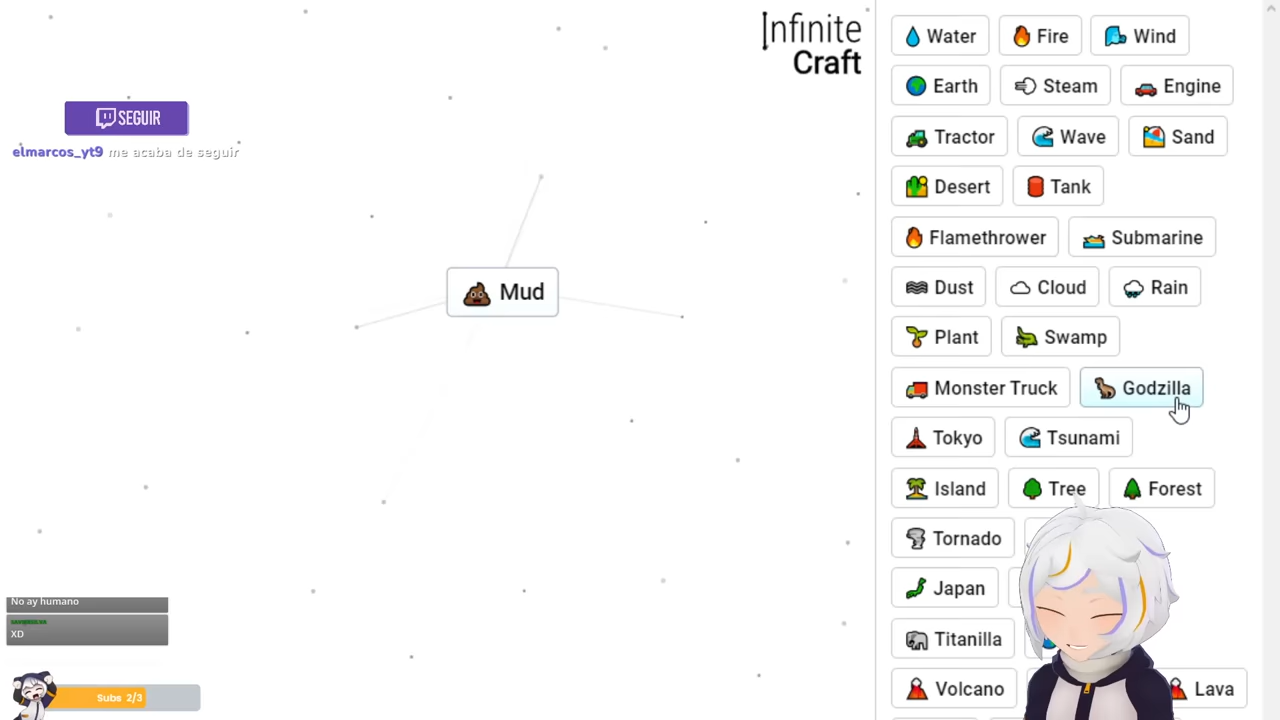 Infinite
Craft
SEGUIR
elmarcos_yt9 me acaba de seguir
Mud
Water Fire Wind
Earth Steam Engine
Tractor Wave Sand
Desert Tank
Flamethrower Submarine
Dust Cloud Rain
Plant Swamp
Monster Truck Godzilla
Tokyo Tsunami
Island Tree Forest
Tornado
Japan
Titanilla
Volcano Lava
No ay humano
XD
Subs 2/3